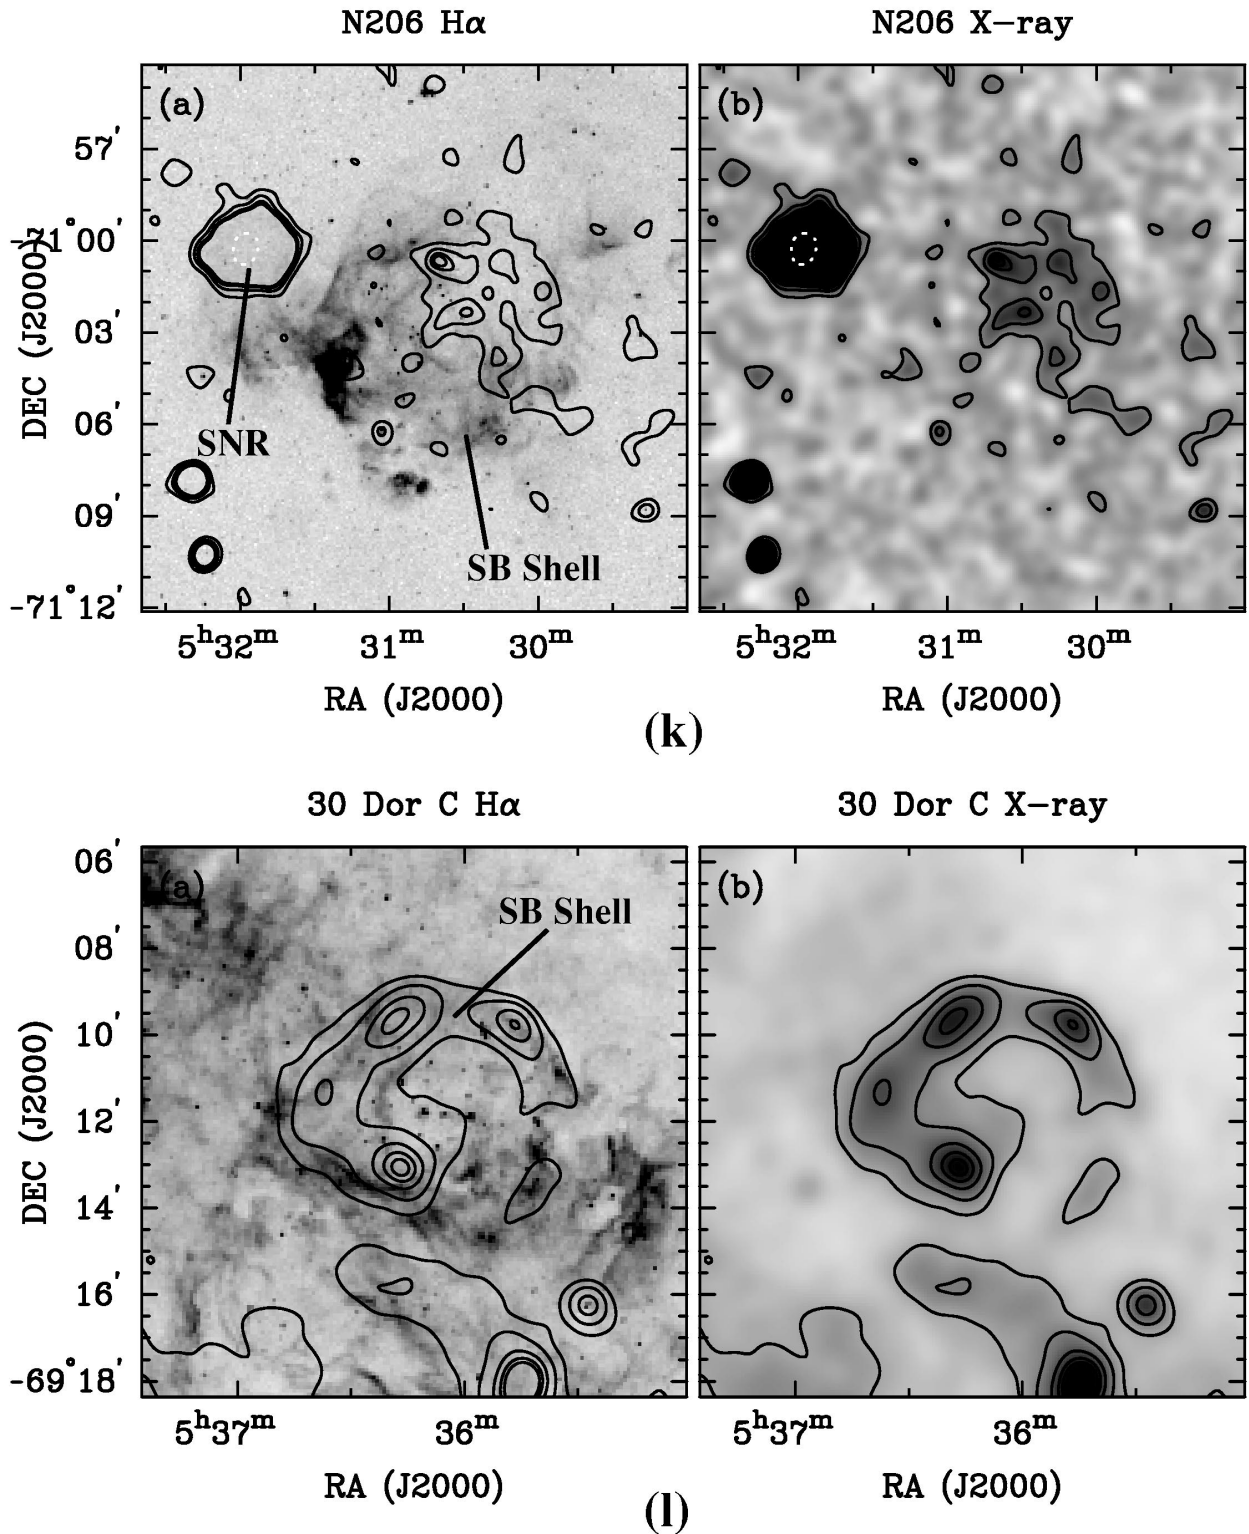 N206 Hα
N206 X-ray
(a)
(b)
57′
71°00′
03′
06′
09′
-71°12′
DEC (J2000)
SNR
SB Shell
5h32m
31m
30m
5h32m
31m
30m
RA (J2000)
RA (J2000)
(k)
30 Dor C Hα
30 Dor C X-ray
(a)
(b)
SB Shell
06′
08′
10′
12′
14′
16′
-69°18′
DEC (J2000)
5h37m
36m
5h37m
36m
RA (J2000)
RA (J2000)
(l)